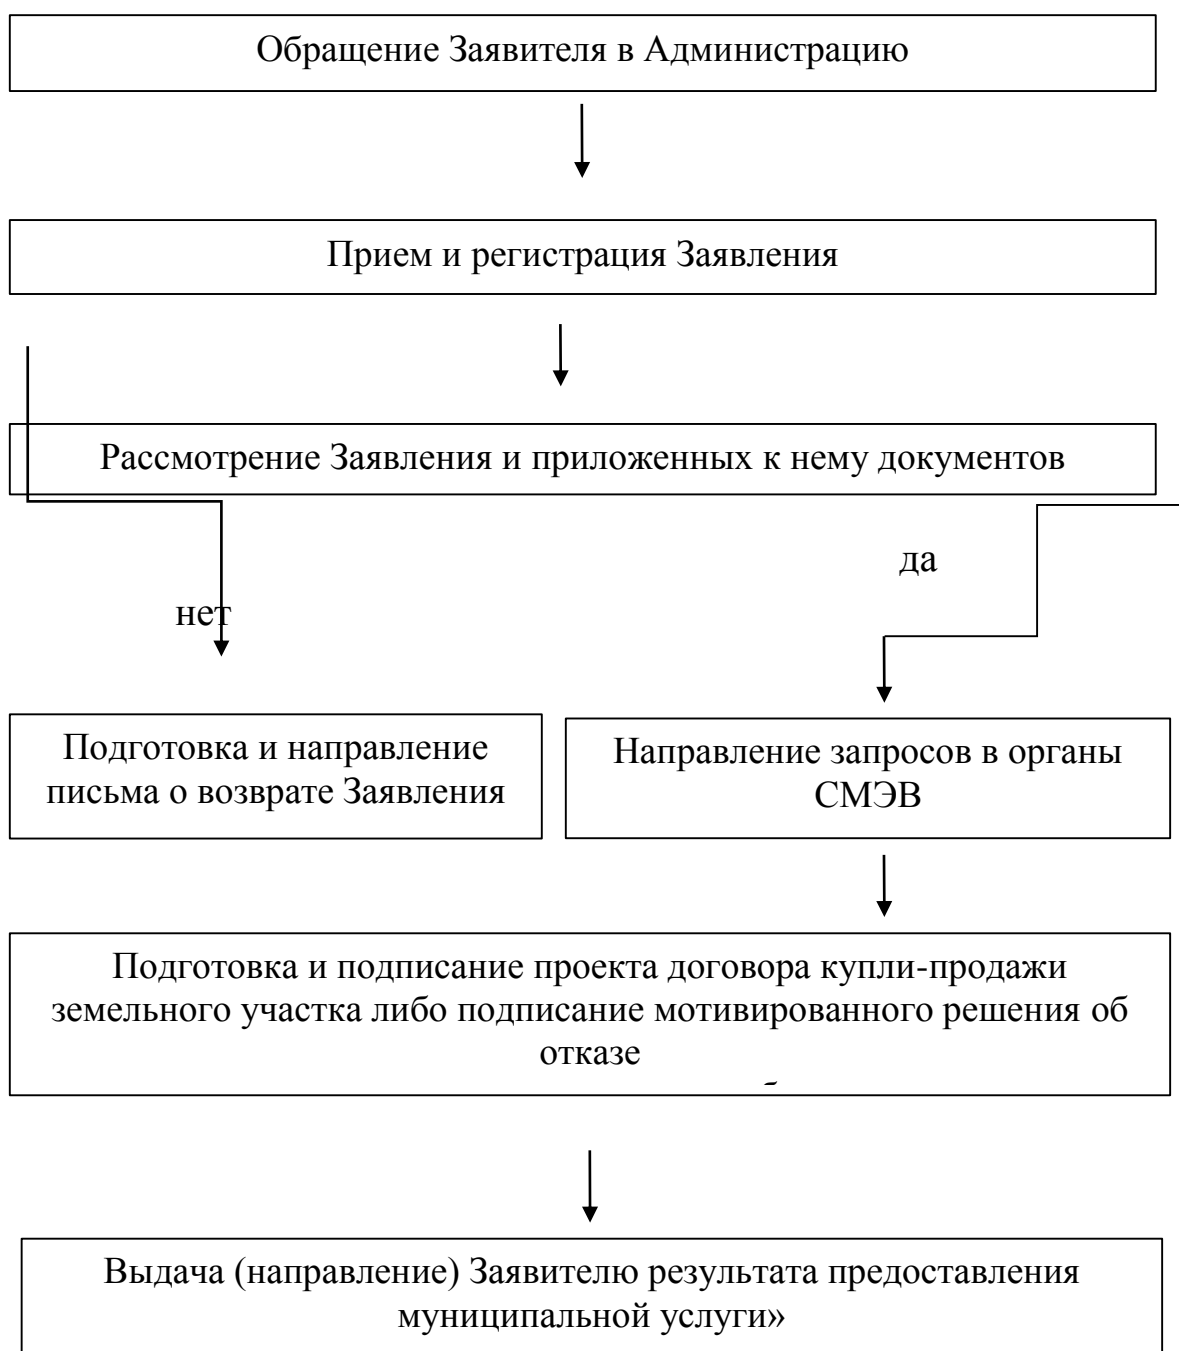 Обращение Заявителя в Администрацию
Прием и регистрация Заявления
Рассмотрение Заявления и приложенных к нему документов
да
нет
Подготовка и направление
письма о возврате Заявления
Направление запросов в органы
СМЭВ
Подготовка и подписание проекта договора купли-продажи
земельного участка либо подписание мотивированного решения об
отказе
Выдача (направление) Заявителю результата предоставления
муниципальной услуги»